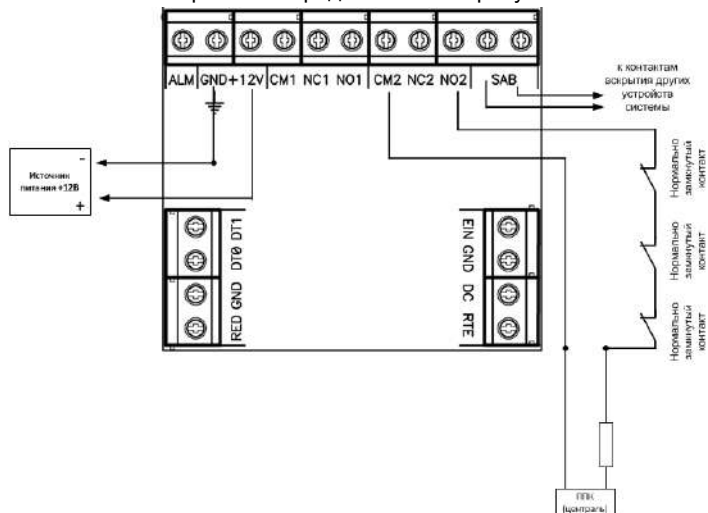 ALM GND +12V CM1 NC1 NO1 CM2 NC2 NO2 SAB
к контактам
вскрытия других
устройств
системы
Источник
питания +12В
-
+
DT0 DT1
RED GND
EIN GND
DC RTE
Нормально
замкнутый
контакт
Нормально
замкнутый
контакт
Нормально
замкнутый
контакт
ППК
(централь)